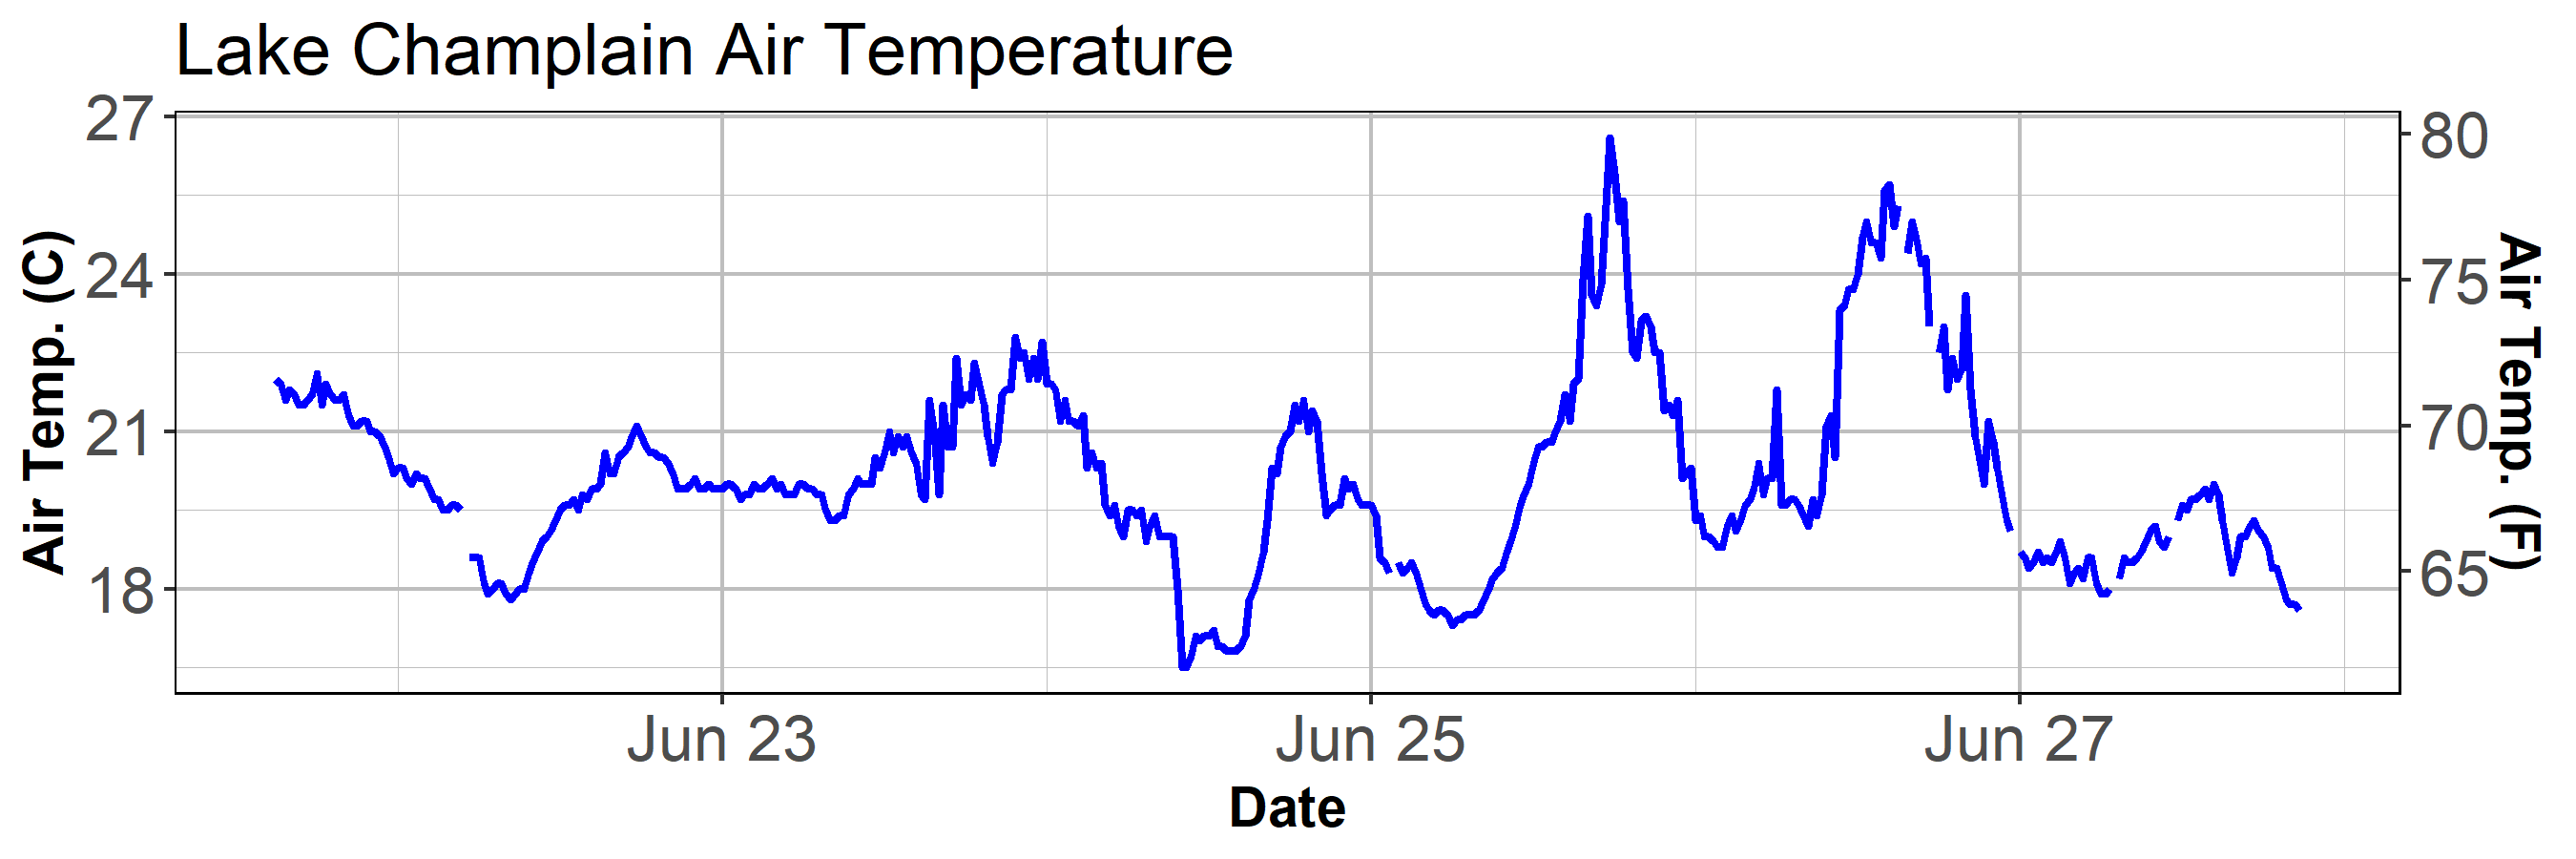 Lake Champlain Air Temperature
Air Temp. (C)
27
24
21
18
80
75
70
65
Air Temp. (F)
Jun 23
Jun 25
Jun 27
Date